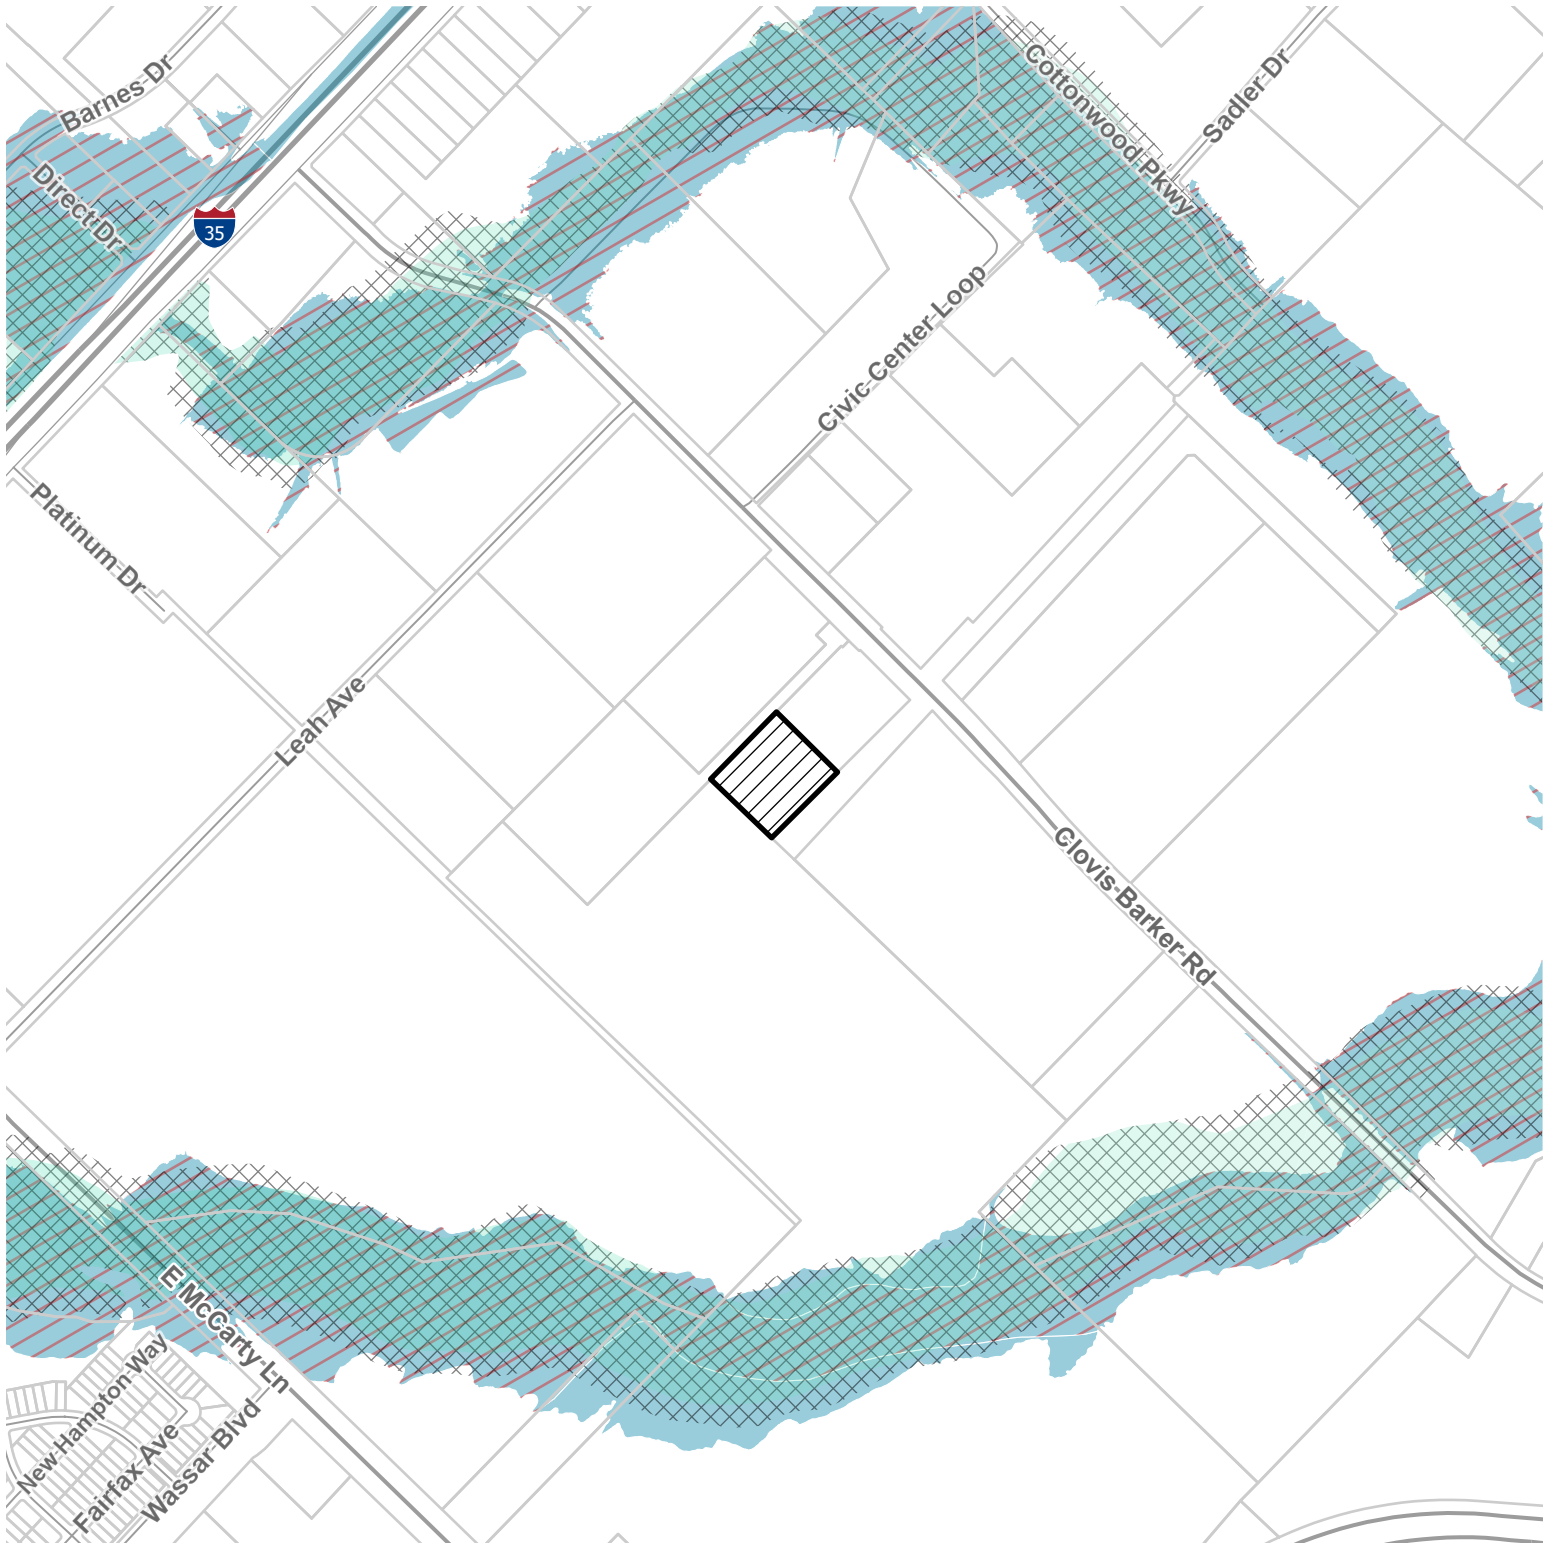 Barnes Dr
Direct Dr
35
Cottonwood Pkwy
Sadler Dr
Civic Center Loop
Platinum Dr
Leah Ave
Clovis Barker Rd
E McCarty Ln
New Hampton Way
Fairfax Ave
Wassar Blvd